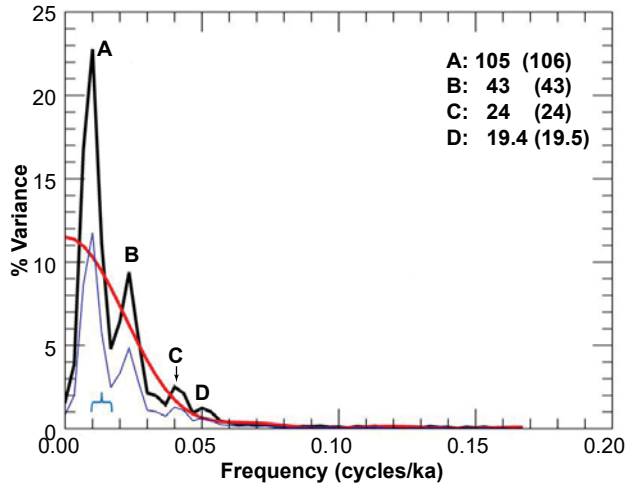 25
20
15
10
5
0
% Variance
A
B
C
D
A: 105 (106)
B: 43 (43)
C: 24 (24)
D: 19.4 (19.5)
0.00 0.05 0.10 0.15 0.20
Frequency (cycles/ka)